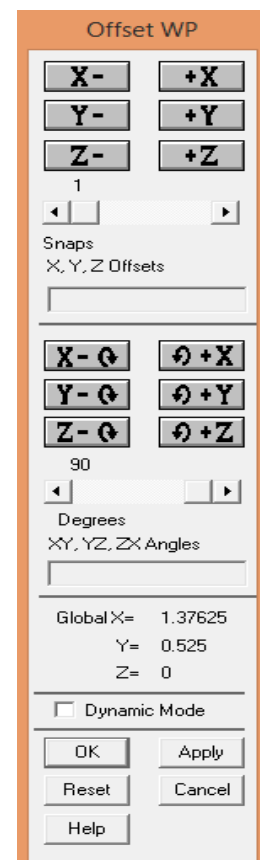 Offset WP
X- +X
Y- +Y
Z- +Z
1
Snaps
X, Y, Z Offsets
X- +X
Y- +Y
Z- +Z
90
Degrees
XY, YZ, ZX Angles
Global X= 1.37625
Y= 0.525
Z= 0
Dynamic Mode
OK Apply
Reset Cancel
Help